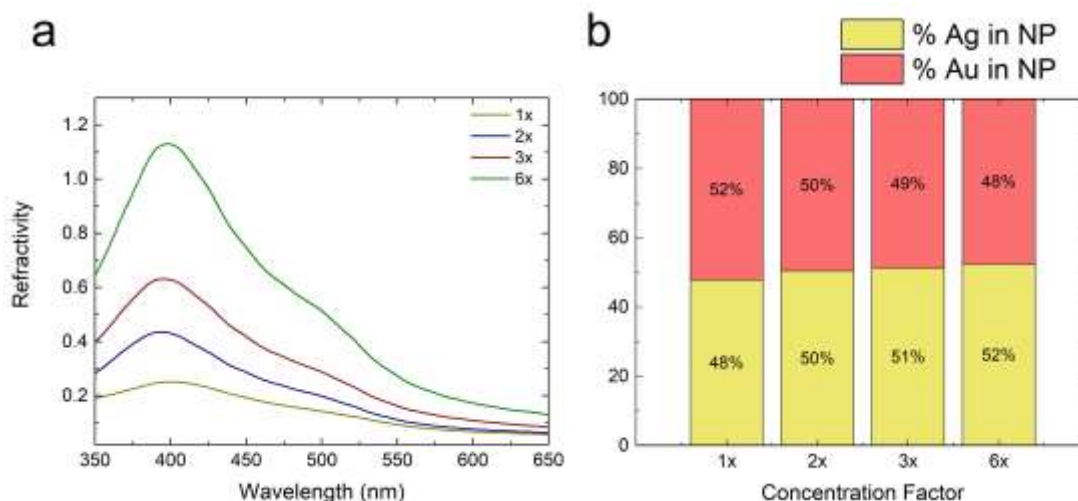 a
Refractivity
1.2
1.0
0.8
0.6
0.4
0.2
1x
2x
3x
6x
350 400 450 500 550 600 650
Wavelength (nm)
b
% Ag in NP
% Au in NP
100
80
60
40
20
0
52% 50% 49% 48%
48% 50% 51% 52%
1x 2x 3x 6x
Concentration Factor